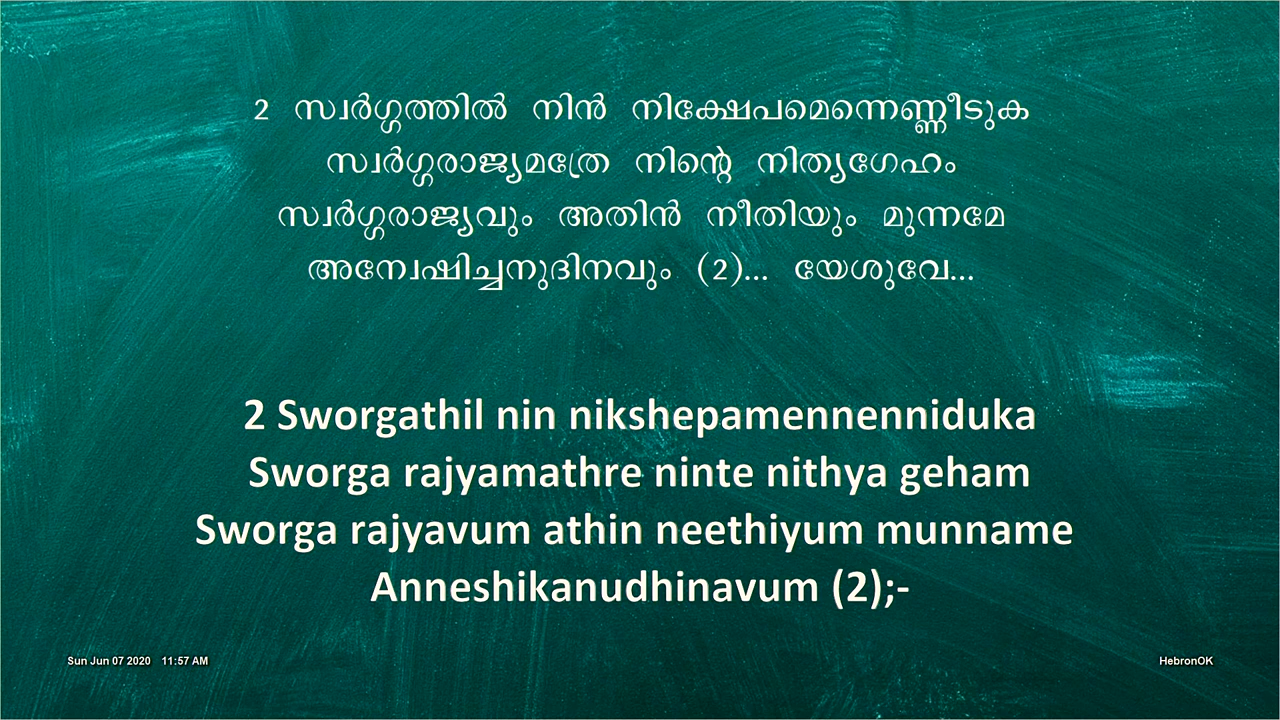 2 സ്വർഗ്ഗത്തിൽ നിൻ നിക്ഷേപമെന്നെണ്ണീടുക
സ്വർഗ്ഗരാജ്യമത്രേ നിന്റെ നിത്യഗേഹം
സ്വർഗ്ഗരാജ്യവും അതിൻ നീതിയും മുന്നമേ
അന്വേഷിച്ചനുദിനവും (2)... യേശുവേ...
2 Sworgathil nin nikshepamennenniduka
Sworga rajyamathre ninte nithya geham
Sworga rajyavum athin neethiyum munname
Anneshikanudhinavum (2);-
Sun Jun 07 2020 11:57 AM
HebronOK